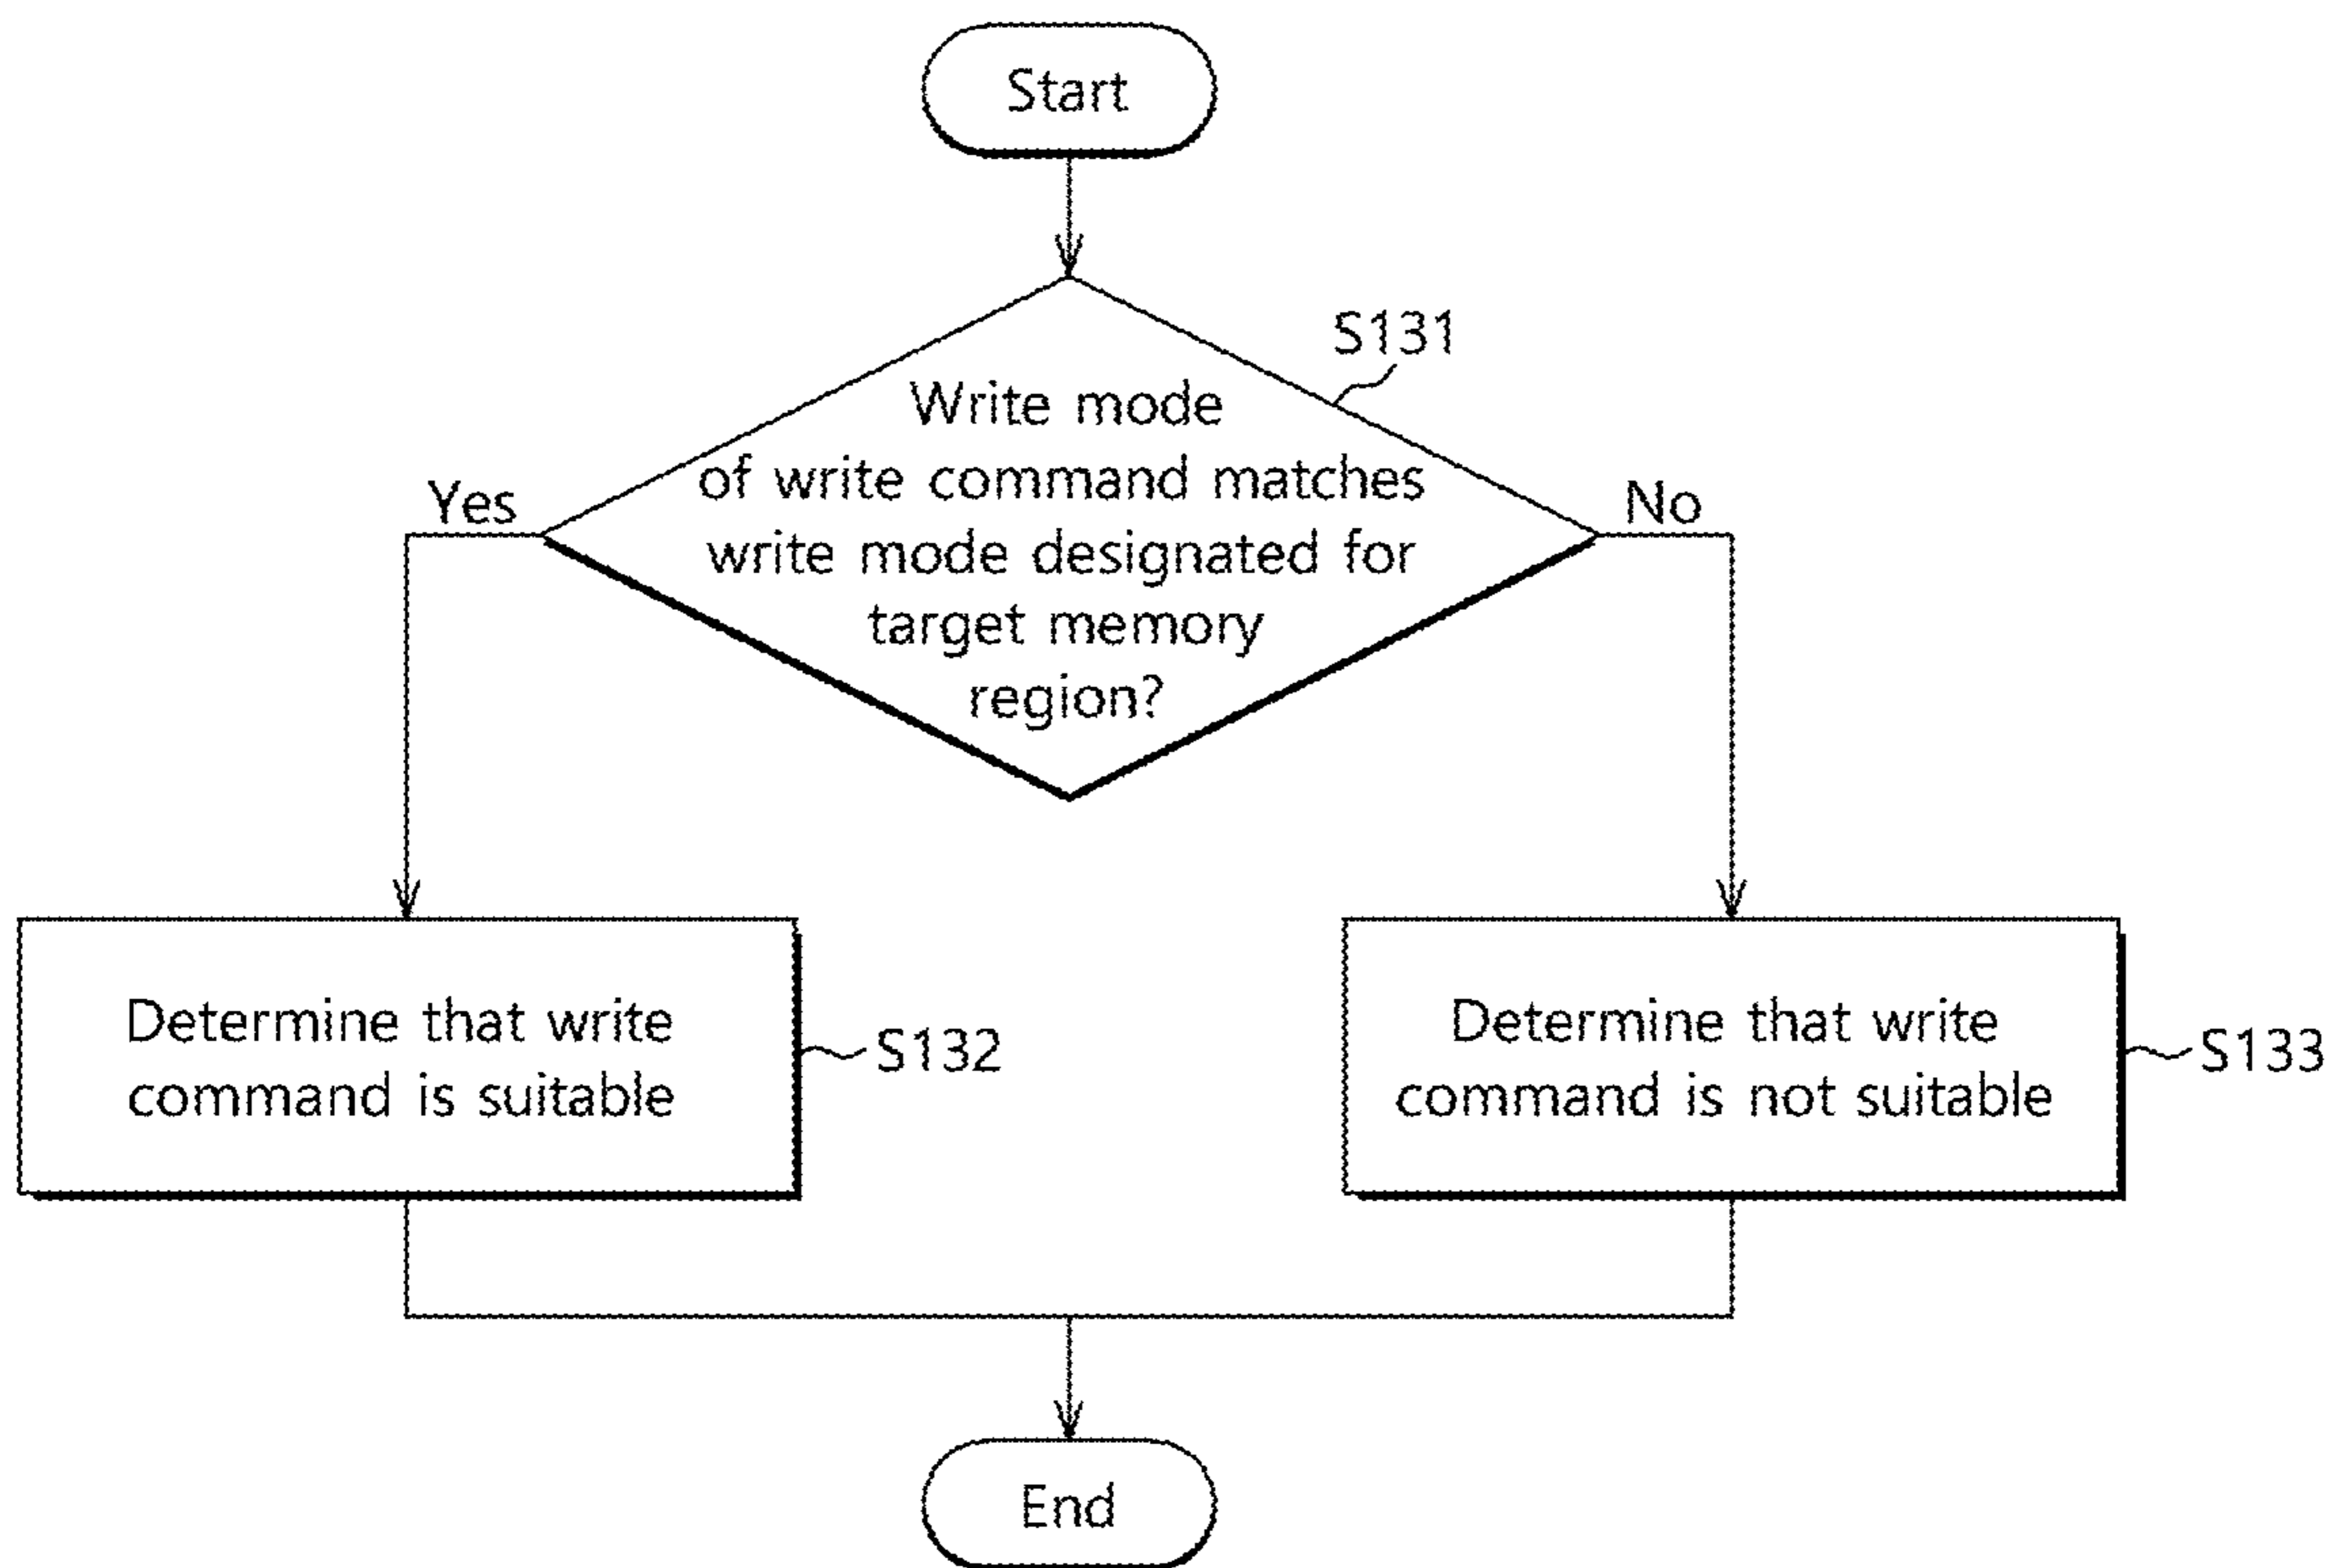 Start
S131
Write mode
of write command matches
write mode designated for
target memory
region?
Yes
No
Determine that write
command is suitable
S132
Determine that write
command is not suitable
S133
End